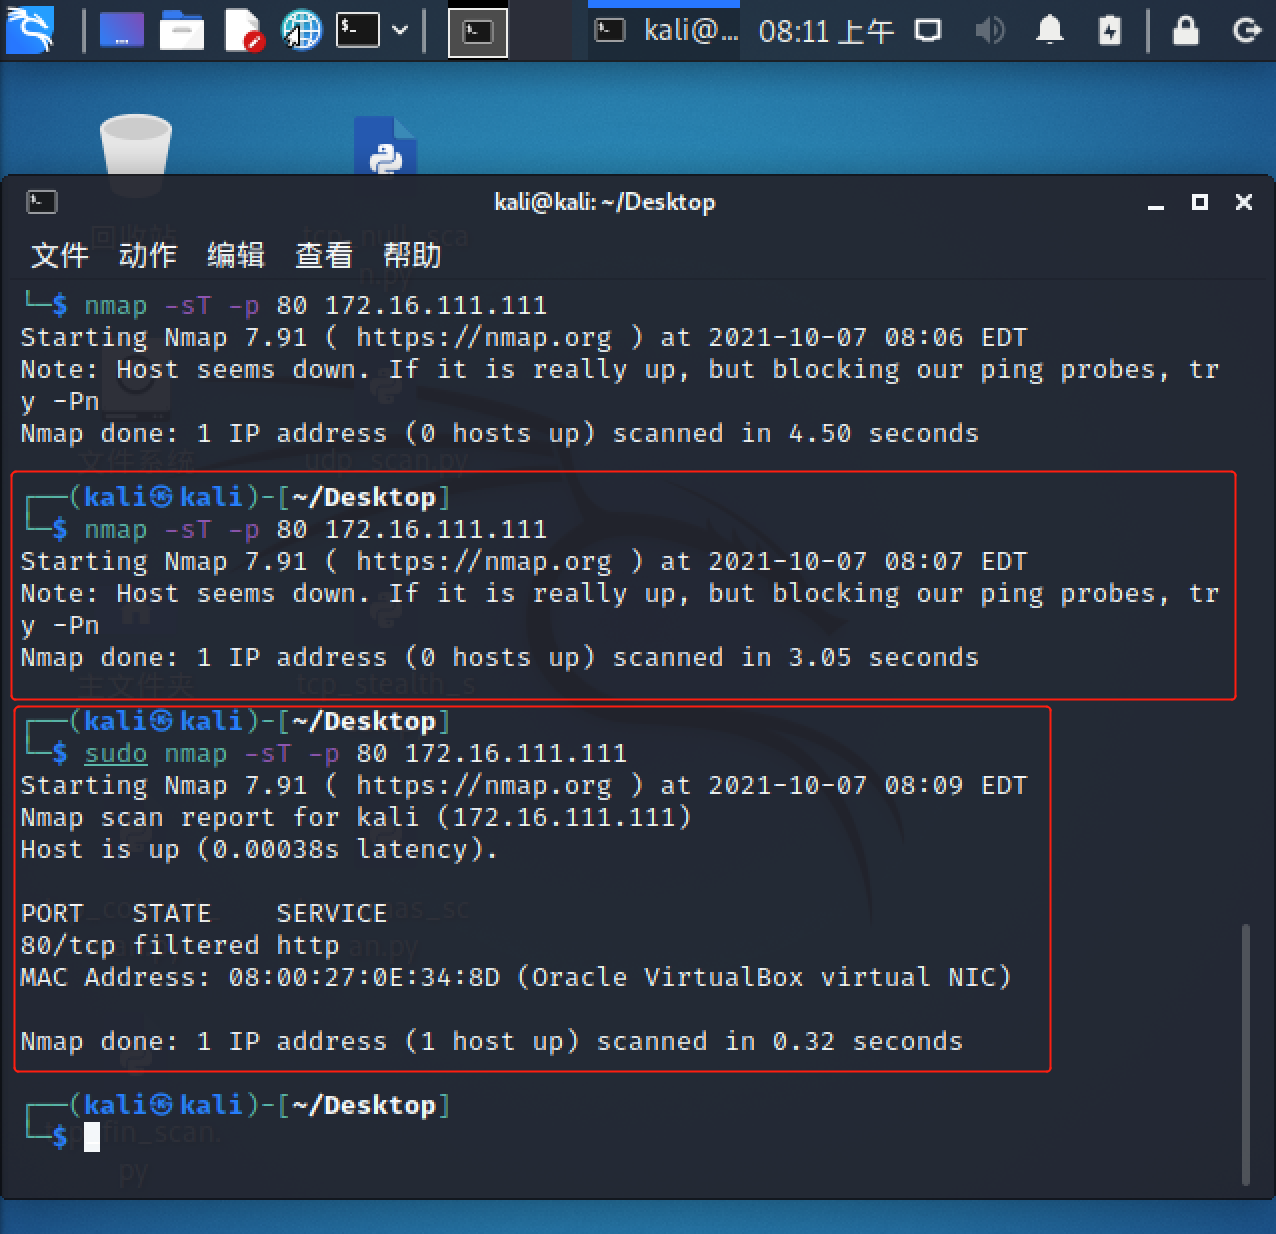 kali@... 08:11 上午
kali@kali: ~/Desktop
文件 动作 编辑 查看 帮助
└─$ nmap -sT -p 80 172.16.111.111
Starting Nmap 7.91 ( https://nmap.org ) at 2021-10-07 08:06 EDT
Note: Host seems down. If it is really up, but blocking our ping probes, tr
y -Pn
Nmap done: 1 IP address (0 hosts up) scanned in 4.50 seconds
┌──(kali㉿kali)-[~/Desktop]
└─$ nmap -sT -p 80 172.16.111.111
Starting Nmap 7.91 ( https://nmap.org ) at 2021-10-07 08:07 EDT
Note: Host seems down. If it is really up, but blocking our ping probes, tr
y -Pn
Nmap done: 1 IP address (0 hosts up) scanned in 3.05 seconds
┌──(kali㉿kali)-[~/Desktop]
└─$ sudo nmap -sT -p 80 172.16.111.111
Starting Nmap 7.91 ( https://nmap.org ) at 2021-10-07 08:09 EDT
Nmap scan report for kali (172.16.111.111)
Host is up (0.00038s latency).
PORT   STATE    SERVICE
80/tcp filtered http
MAC Address: 08:00:27:0E:34:8D (Oracle VirtualBox virtual NIC)
Nmap done: 1 IP address (1 host up) scanned in 0.32 seconds
┌──(kali㉿kali)-[~/Desktop]
└─$